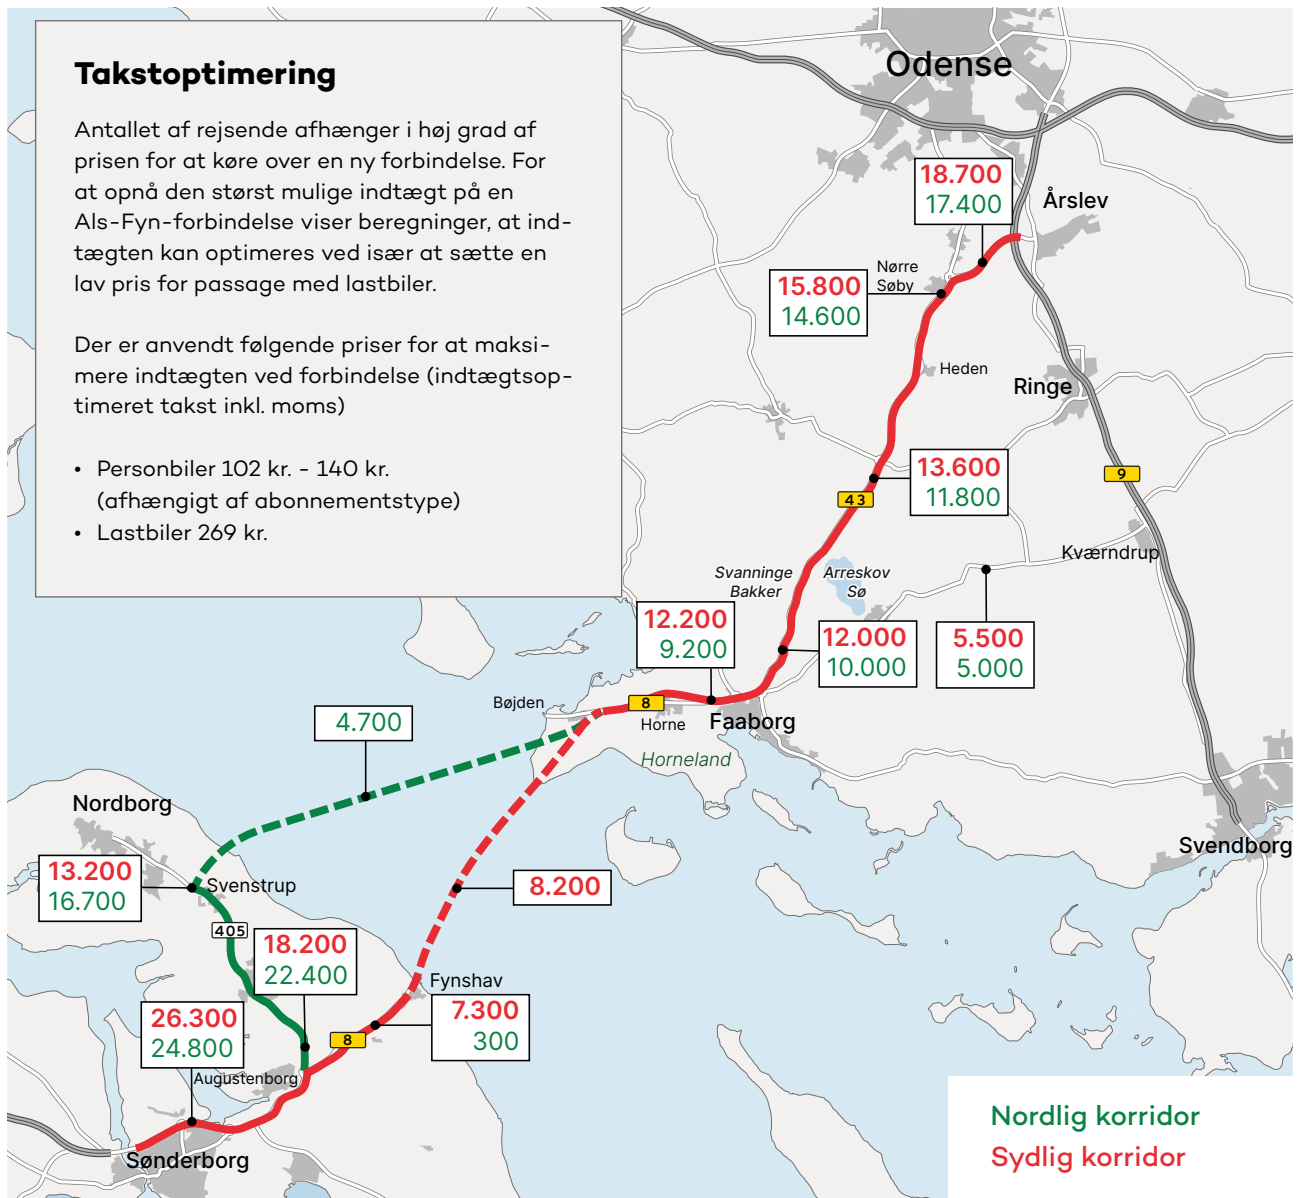 Takstoptimering
Antallet af rejsende afhænger i høj grad af
prisen for at køre over en ny forbindelse. For
at opnå den størst mulige indtægt på en
Als-Fyn-forbindelse viser beregninger, at ind-
tægten kan optimeres ved især at sætte en
lav pris for passage med lastbiler.
Der er anvendt følgende priser for at maksi-
mere indtægten ved forbindelse (indtægtsop-
timeret takst inkl. moms)
• Personbiler 102 kr. - 140 kr.
(afhængigt af abonnementstype)
• Lastbiler 269 kr.
Odense
18.700
17.400
Årslev
Nørre
Søby
15.800
14.600
Heden
Ringe
13.600
11.800
43
9
Kværndrup
Svanninge
Bakker
Arreskov
Sø
12.200
9.200
12.000
10.000
5.500
5.000
Bøjden
8
Horne
Faaborg
4.700
Horneland
Nordborg
Svendborg
13.200
16.700
Svenstrup
8.200
405
18.200
22.400
Fynshav
26.300
24.800
7.300
300
8
Augustenborg
Sønderborg
Nordlig korridor
Sydlig korridor